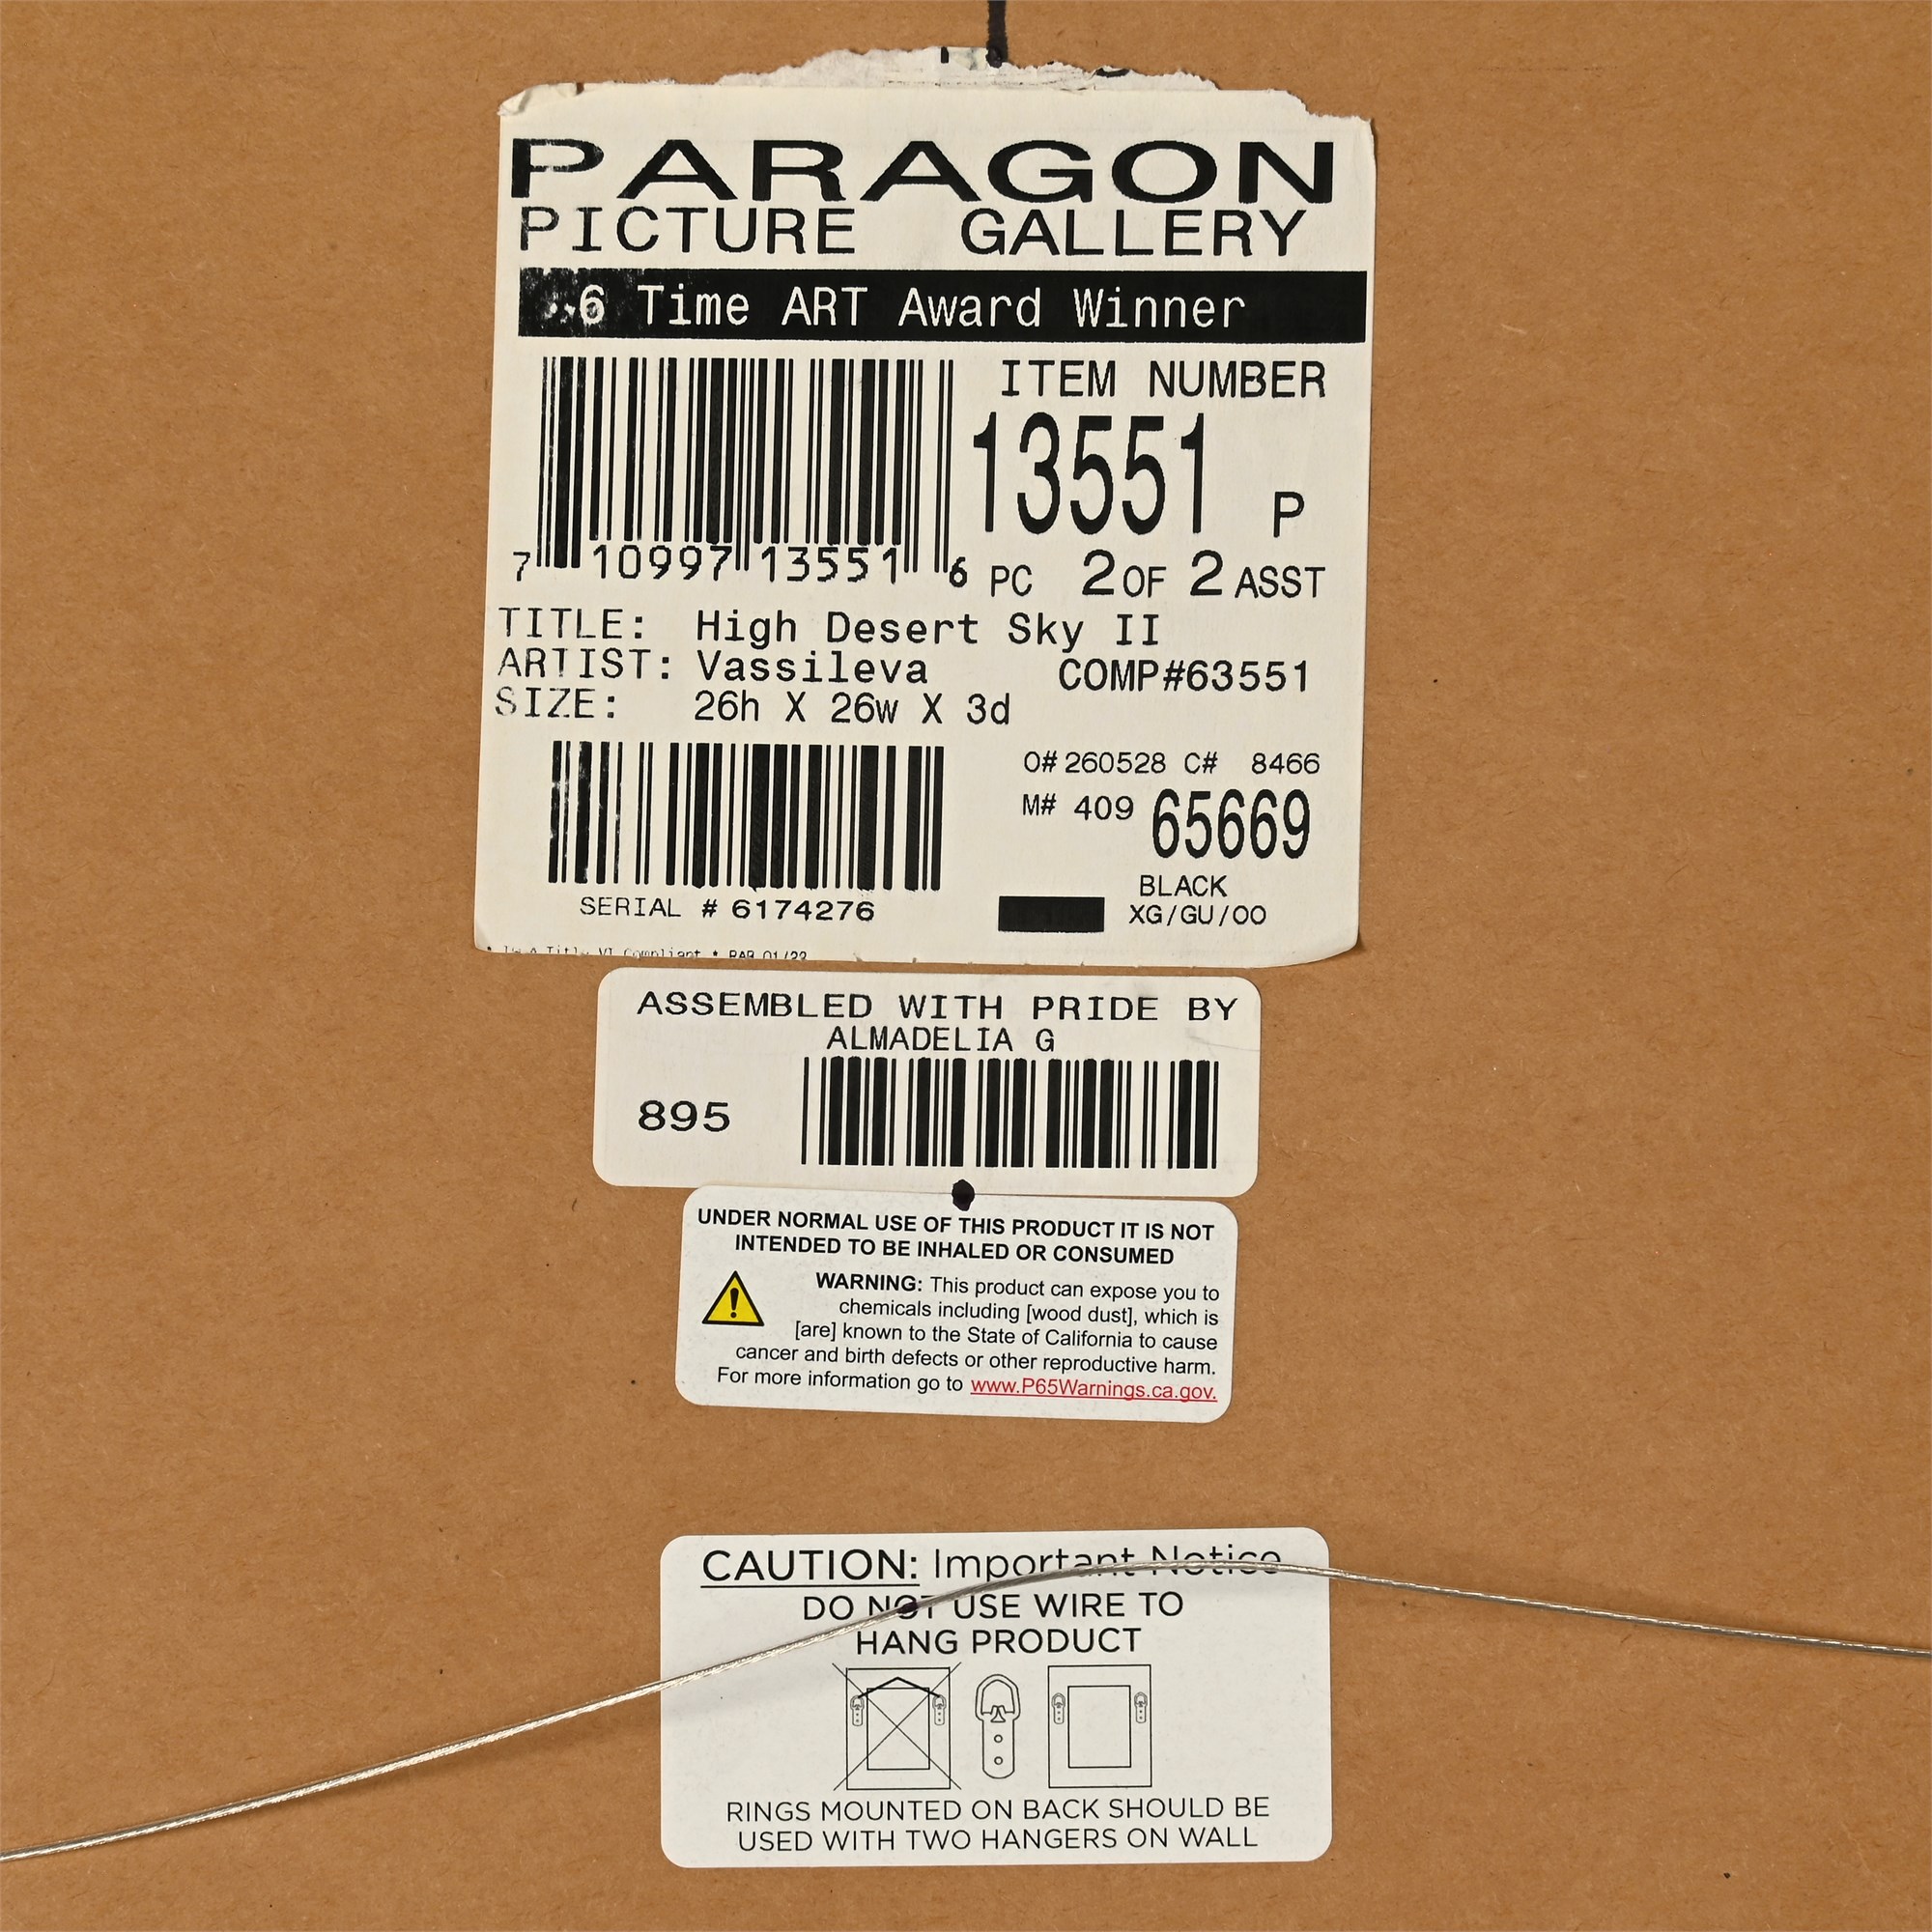 PARAGON
PICTURE GALLERY
6 Time ART Award Winner
ITEM NUMBER
13551 P
7 10997 13551 6
PC 2 OF 2 ASST
TITLE: High Desert Sky II
ARTIST: Vassileva COMP#63551
SIZE: 26h X 26w X 3d
O# 260528 C# 8466
M# 409 65669
BLACK
XG/GU/00
SERIAL # 6174276
Title VI Compliant * 01/22
ASSEMBLED WITH PRIDE BY
ALMADELIA G
895
UNDER NORMAL USE OF THIS PRODUCT IT IS NOT
INTENDED TO BE INHALED OR CONSUMED
WARNING: This product can expose you to
chemicals including [wood dust], which is
[are] known to the State of California to cause
cancer and birth defects or other reproductive harm.
For more information go to www.P65Warnings.ca.gov.
CAUTION: Important Notice
DO NOT USE WIRE TO
HANG PRODUCT
RINGS MOUNTED ON BACK SHOULD BE
USED WITH TWO HANGERS ON WALL